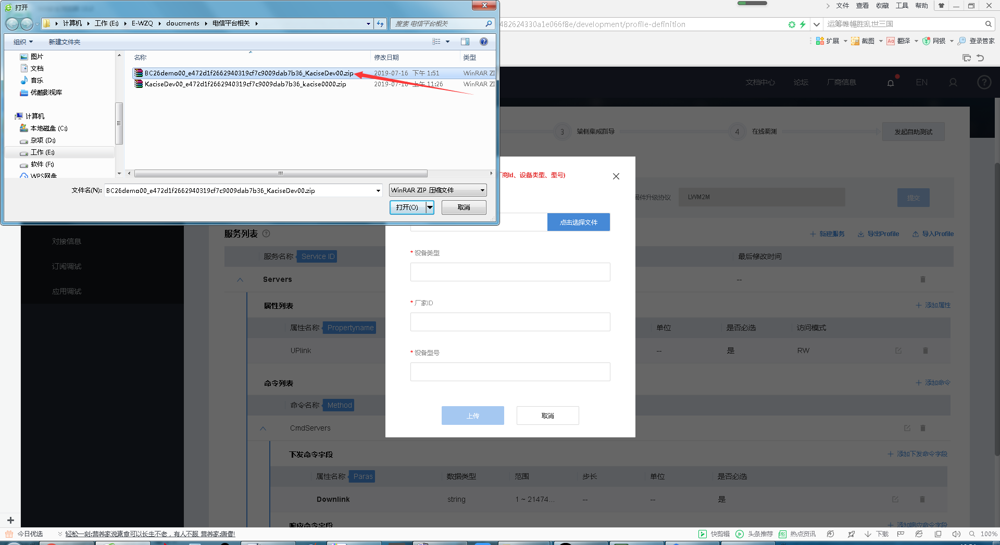 打开
计算机 工作 (E:) E-WZQ doucments 电信平台相关
搜索 电信平台相关
组织 新建文件夹
名称 修改日期 类型
BC26demo00_e472d1f2662940319cf7c9009dab7b36_KaciseDev00.zip 2019-07-16 下午 1:51 WinRAR ZI
KaciseDev00_e472d1f2662940319cf7c9009dab7b36_kacise0000.zip 2019-07-16 上午 11:26 WinRAR ZI
图片
文档
音乐
优酷影视库
计算机
本地磁盘 (C:)
杂项 (D:)
工作 (E:)
软件 (F:)
WPS网盘
文件名(N): BC26demo00_e472d1f2662940319cf7c9009dab7b36_KaciseDev00.zip WinRAR ZIP 压缩文件
打开(O) 取消
文件 查看 收藏 工具 帮助
482624330a1e066f8e/development/profile-definition
运筹帷幄胜乱世三国
扩展 截图 翻译 网银 登录管家
文档中心 论坛 厂商信息 EN
3 端侧集成指导 4 在线调测 发起自助测试
厂商Id、设备类型、型号)
固件升级协议 LWM2M 提交
点击选择文件
* 设备类型
* 厂家ID
* 设备型号
上传 取消
对接信息
订阅调试
应用调试
服务列表 新建服务 导出Profile 导入Profile
服务名称 Service ID 最后修改时间
Servers --
属性列表 添加属性
属性名称 Propertyname 单位 是否必选 访问模式
UPlink -- 是 RW
命令列表 添加命令
命令名称 Method
CmdServers
下发命令字段 添加下发命令字段
属性名称 Paras 数据类型 范围 步长 单位 是否必选
Downlink string 1 ~ 21474... -- -- 是
响应命令字段 添加响应命令字段
今日优选 轻松一刻:营养家说素食可以长生不老，有人不服 营养家:唐僧!
快剪辑 头条推荐 热点资讯 下载 100%